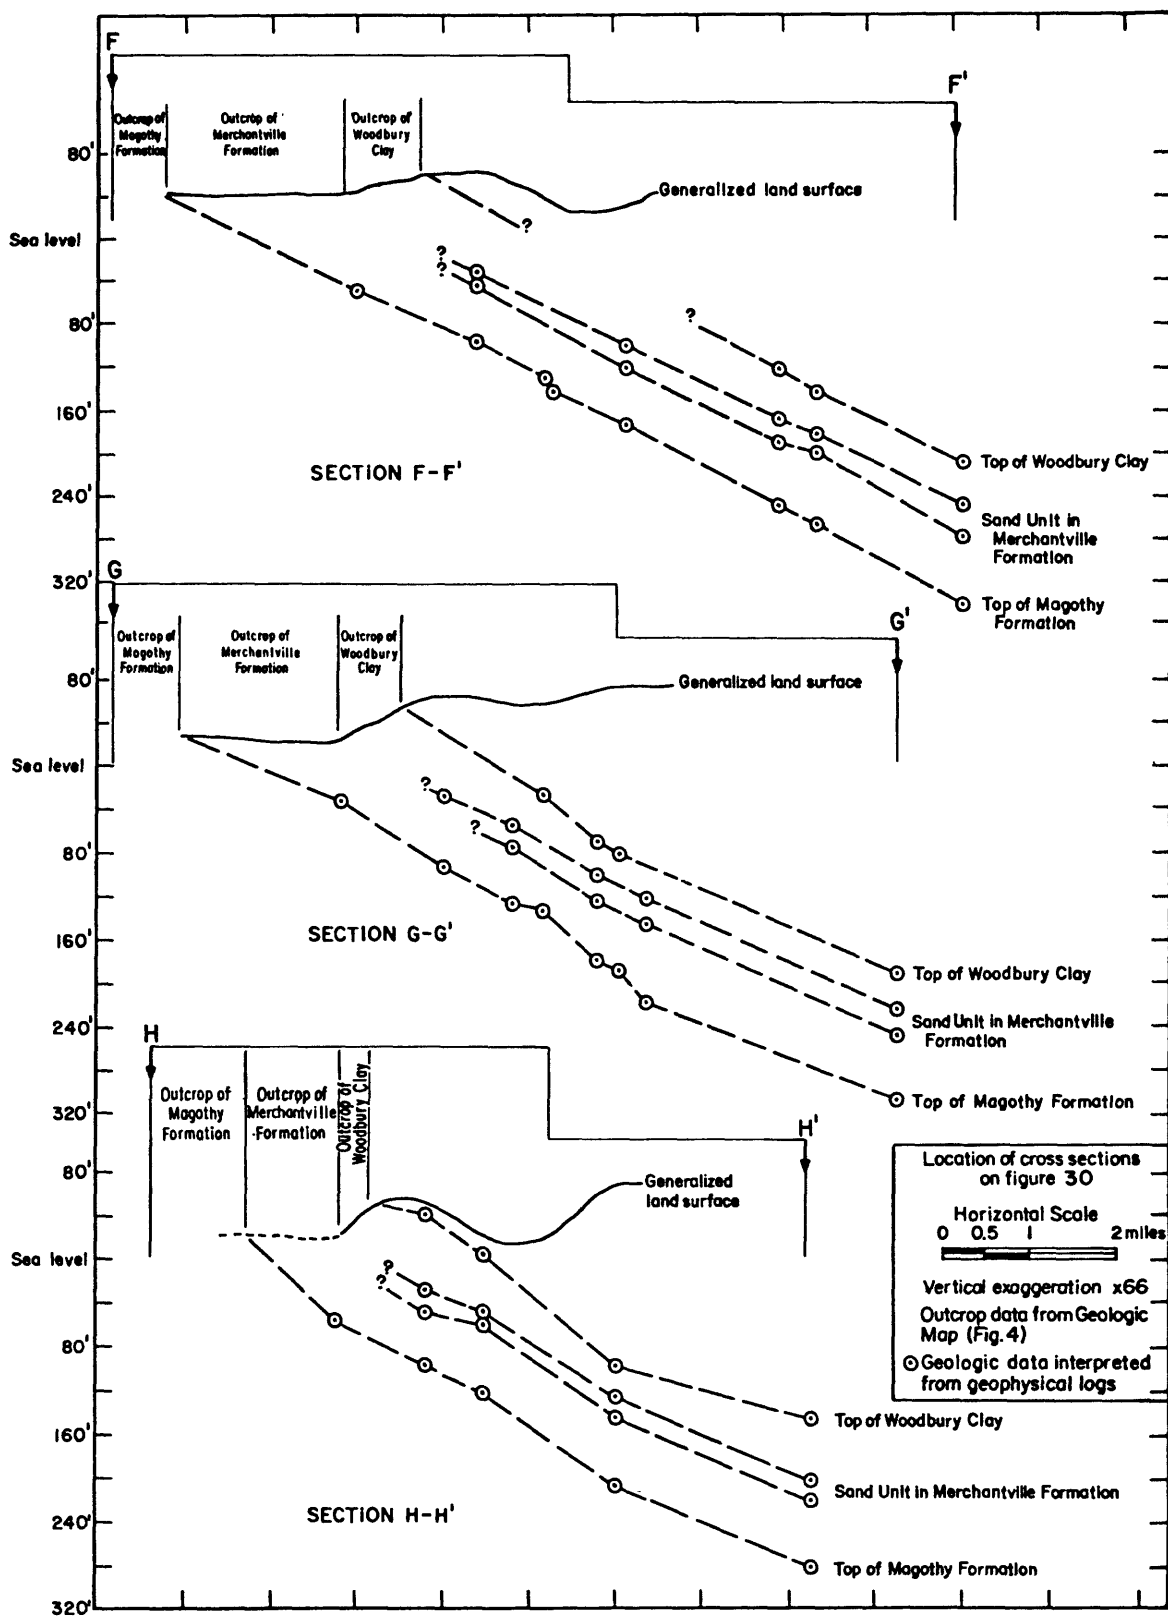 F
F'
Outcrop of
Magothy
Formation
Outcrop of
Merchantville
Formation
Outcrop of
Woodbury
Clay
80'
Generalized land surface
Sea level
?
?
?
80'
?
160'
240'
320'
SECTION F-F'
Top of Woodbury Clay
Sand Unit in
Merchantville
Formation
Top of Magothy
Formation
G
G'
Outcrop of
Magothy
Formation
Outcrop of
Merchantville
Formation
Outcrop of
Woodbury
Clay
80'
Generalized land surface
Sea level
?
?
80'
160'
240'
320'
SECTION G-G'
Top of Woodbury Clay
Sand Unit in Merchantville
Formation
Top of Magothy Formation
H
H'
Outcrop of
Magothy
Formation
Outcrop of
Merchantville
Formation
Outcrop of
Woodbury Clay
80'
Generalized
land surface
Sea level
?
?
80'
160'
240'
320'
SECTION H-H'
Top of Woodbury Clay
Sand Unit in Merchantville Formation
Top of Magothy Formation
Location of cross sections
on figure 30
Horizontal Scale
0 0.5 1 2 miles
Vertical exaggeration x66
Outcrop data from Geologic
Map (Fig. 4)
Geologic data interpreted
from geophysical logs